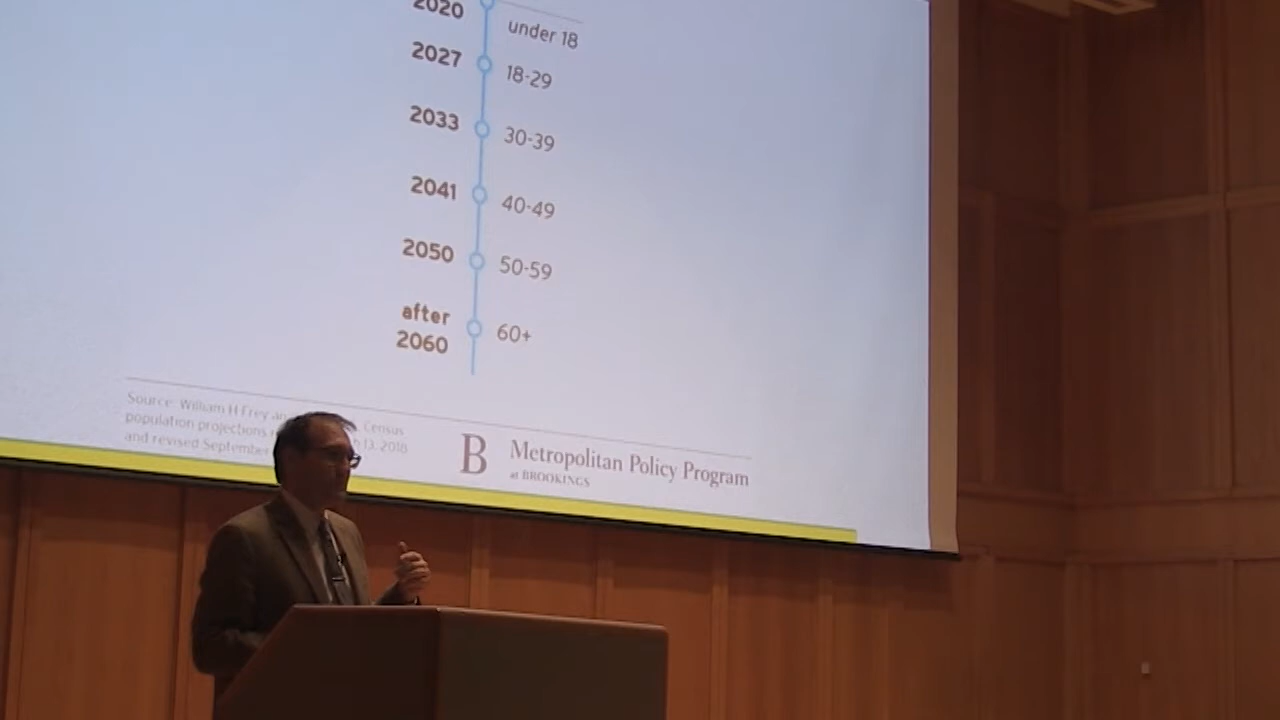 2020
under 18
2027
18-29
2033
30-39
2041
40-49
2050
50-59
after
2060
60+
Source: William H Frey an Census
population projections 13, 2018
and revised September
B Metropolitan Policy Program
at BROOKINGS